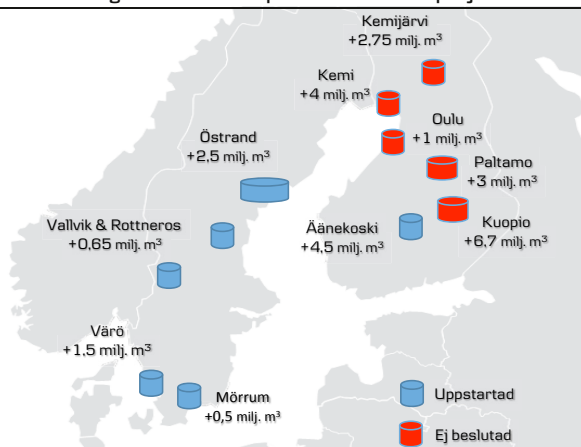 Kemijärvi
+2,75 milj. m³
Kemi
+4 milj. m³
Oulu
+1 milj. m³
Östrand
+2,5 milj. m³
Paltamo
+3 milj. m³
Vallvik & Rottneros
+0,65 milj. m³
Äänekoski
+4,5 milj. m³
Kuopio
+6,7 milj. m³
Värö
+1,5 milj. m³
Mörrum
+0,5 milj. m³
Uppstartad
Ej beslutad